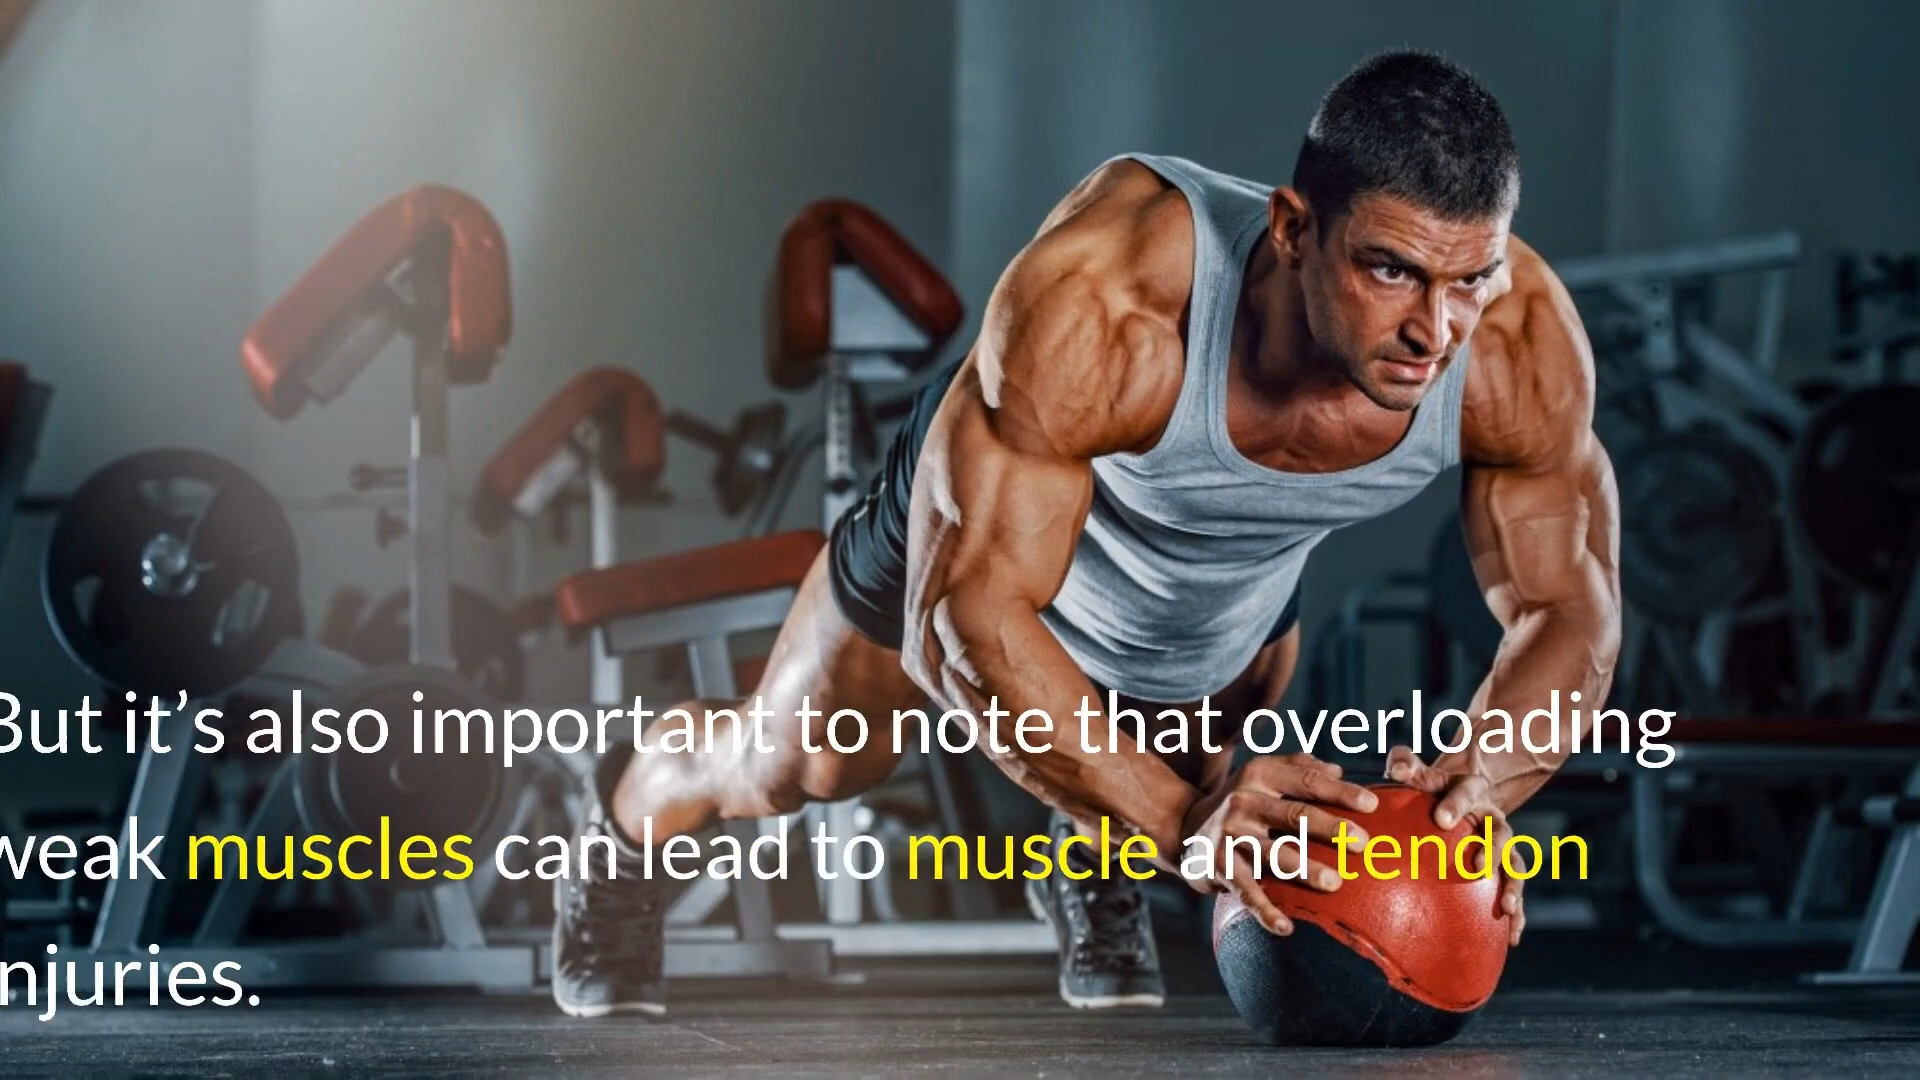 But it’s also important to note that overloading
weak muscles can lead to muscle and tendon
injuries.